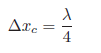 Δx_c = λ/4